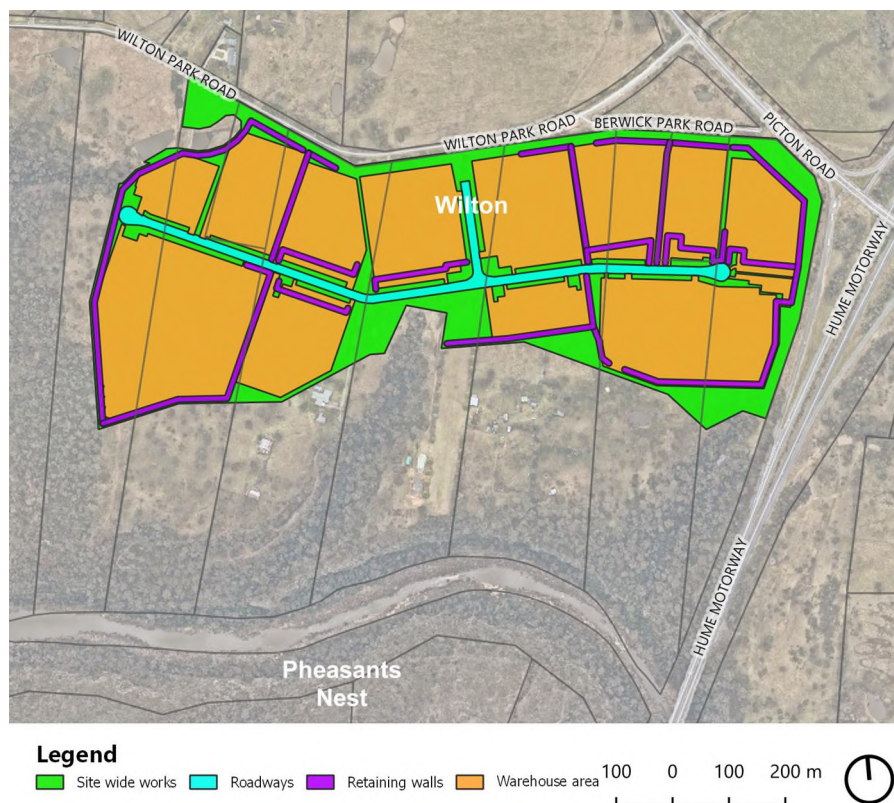 WILTON PARK ROAD
WILTON PARK ROAD
BERWICK PARK ROAD
PICTON ROAD
Wilton
HUME MOTORWAY
HUME MOTORWAY
Pheasants
Nest
Legend
Site wide works
Roadways
Retaining walls
Warehouse area
100 0 100 200 m